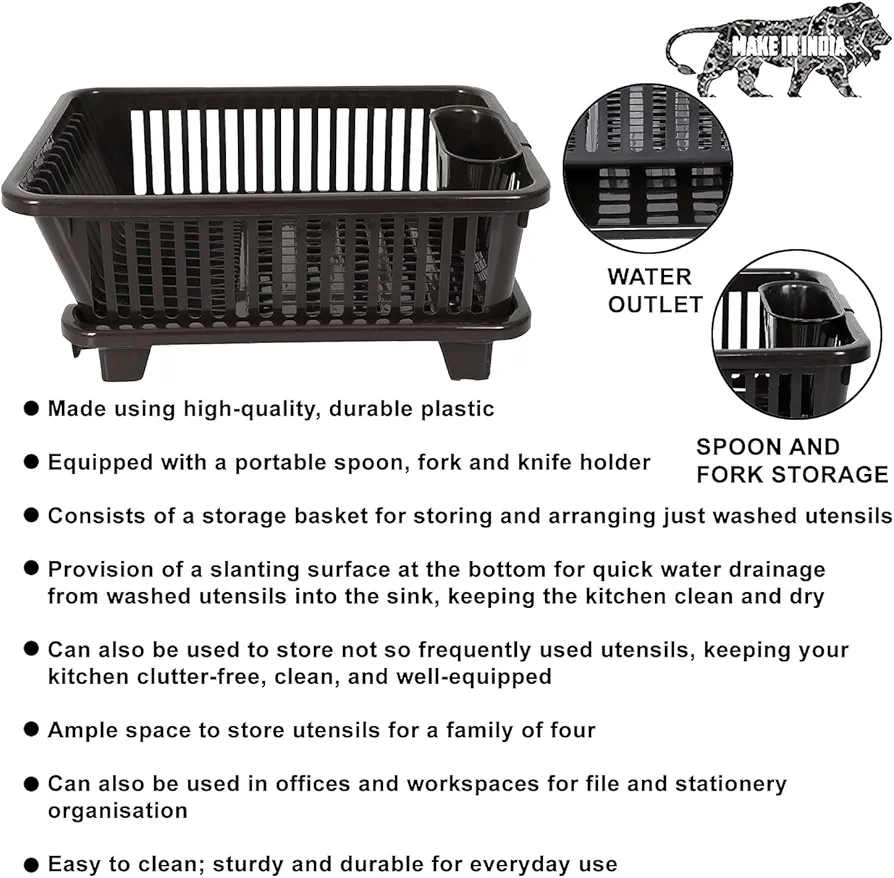 MAKE IN INDIA
WATER
OUTLET
SPOON AND
FORK STORAGE
● Made using high-quality, durable plastic
● Equipped with a portable spoon, fork and knife holder
● Consists of a storage basket for storing and arranging just washed utensils
● Provision of a slanting surface at the bottom for quick water drainage
from washed utensils into the sink, keeping the kitchen clean and dry
● Can also be used to store not so frequently used utensils, keeping your
kitchen clutter-free, clean, and well-equipped
● Ample space to store utensils for a family of four
● Can also be used in offices and workspaces for file and stationery
organisation
● Easy to clean; sturdy and durable for everyday use